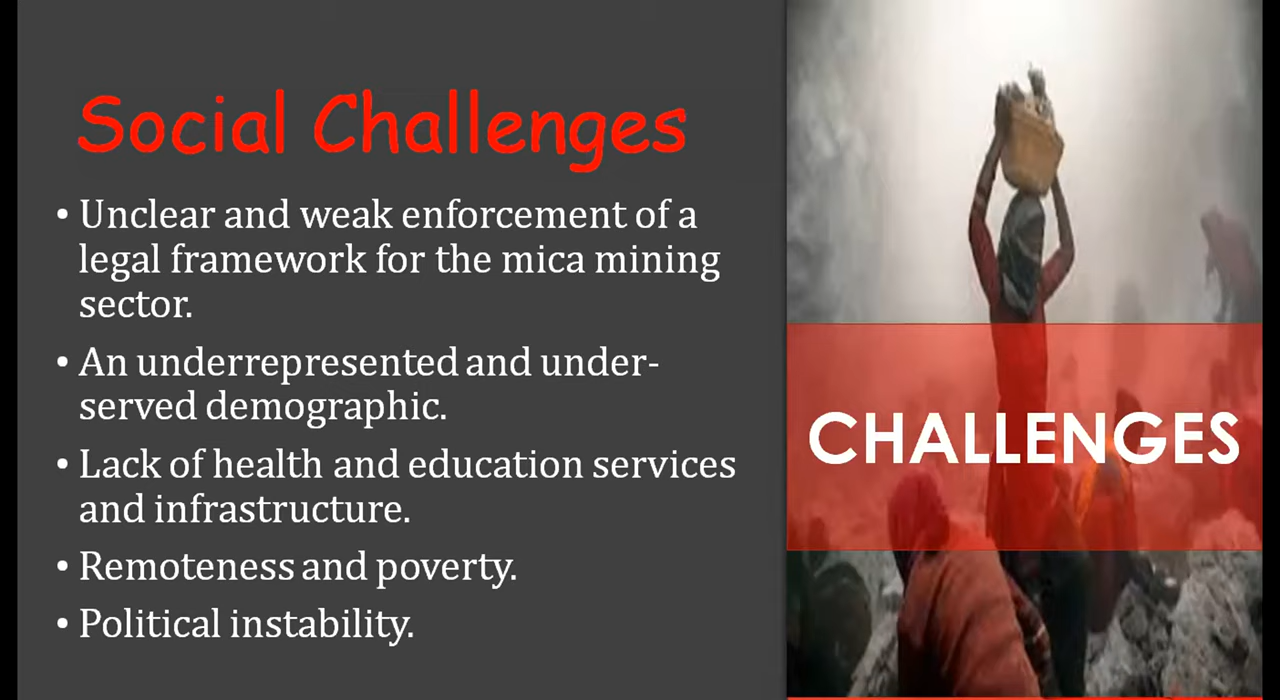 Social Challenges
• Unclear and weak enforcement of a
legal framework for the mica mining
sector.
• An underrepresented and under-
served demographic.
• Lack of health and education services
and infrastructure.
• Remoteness and poverty.
• Political instability.
CHALLENGES